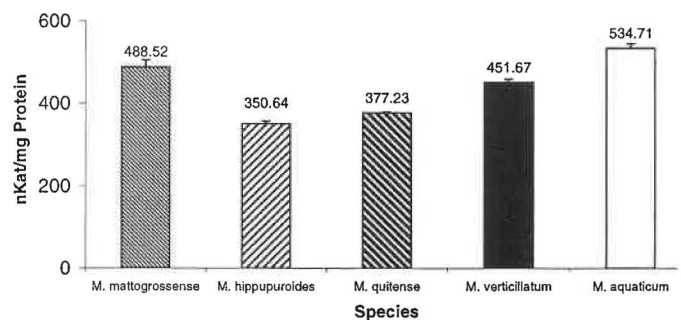 600
400
200
0
nKat/mg Protein
488.52
350.64
377.23
451.67
534.71
M. mattogrossense
M. hippupuroides
M. quitense
M. verticillatum
M. aquaticum
Species